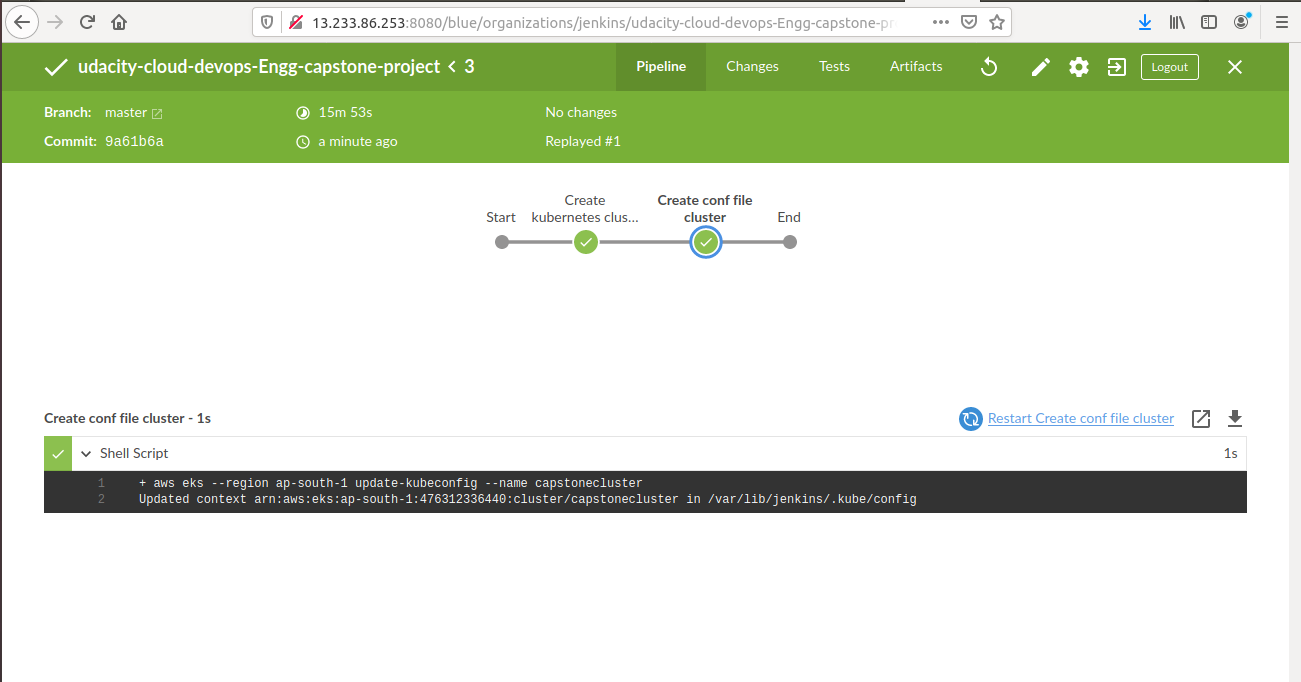 13.233.86.253:8080/blue/organizations/jenkins/udacity-cloud-devops-Engg-capstone-pr
udacity-cloud-devops-Engg-capstone-project < 3
Pipeline
Changes
Tests
Artifacts
Logout
Branch: master
15m 53s
No changes
Commit: 9a61b6a
a minute ago
Replayed #1
Start
Create
kubernetes clus...
Create conf file
cluster
End
Create conf file cluster - 1s
Restart Create conf file cluster
Shell Script
1s
1 + aws eks --region ap-south-1 update-kubeconfig --name capstonecluster
2 Updated context arn:aws:eks:ap-south-1:476312336440:cluster/capstonecluster in /var/lib/jenkins/.kube/config